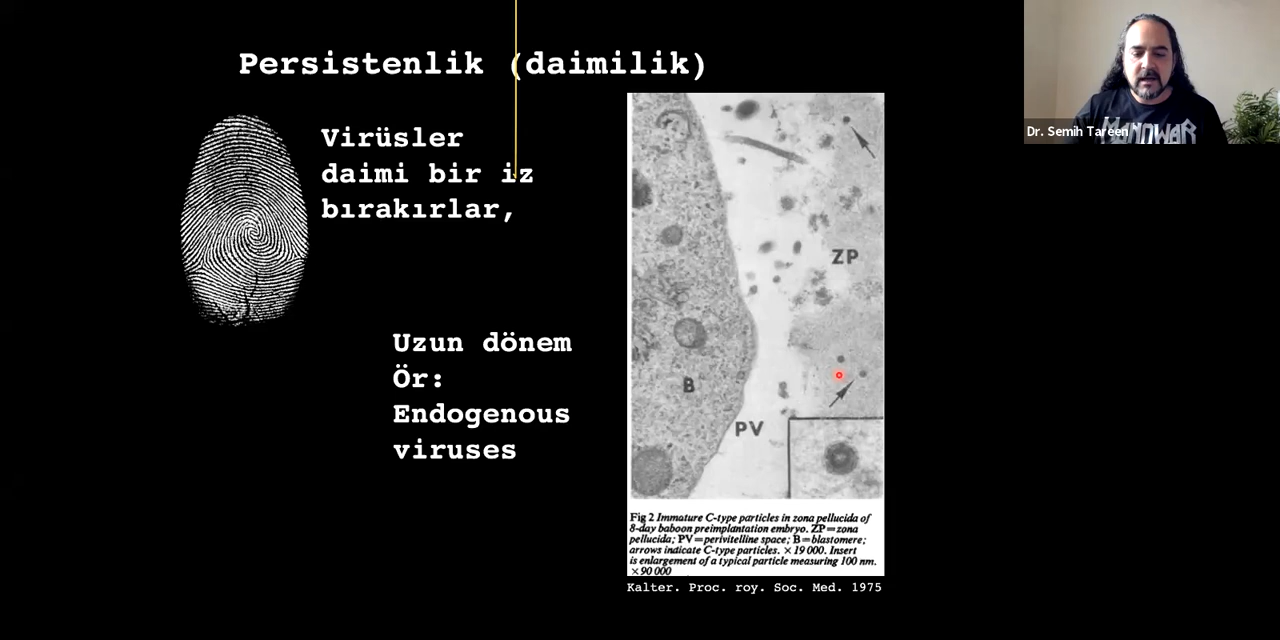 Persistenlik (daimilik)
Virüsler
daimi bir iz
bırakırlar,
Uzun dönem
Ör:
Endogenous
viruses
ZP
B
PV
Fig 2 Immature C-type particles in zona pellucida of
8-day baboon preimplantation embryo. ZP=zona
pellucida; PV=perivitelline space; B=blastomere;
arrows indicate C-type particles. ×19 000. Insert
is enlargement of a typical particle measuring 100 nm.
×90 000
Kalter. Proc. roy. Soc. Med. 1975
Dr. Semih Tareen
MANOWAR